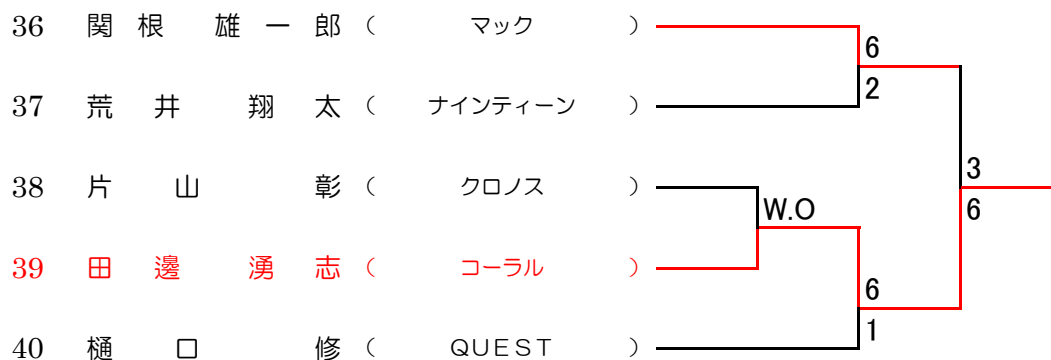 36 関根 雄一郎 ( マック ) 
6
2
37 荒井 翔太 ( ナインティーン )
38 片山 彰 ( クロノス )
W.O
3
6
39 田邊 湧志 ( コーラル )
6
1
40 樋口 修 ( QUEST )